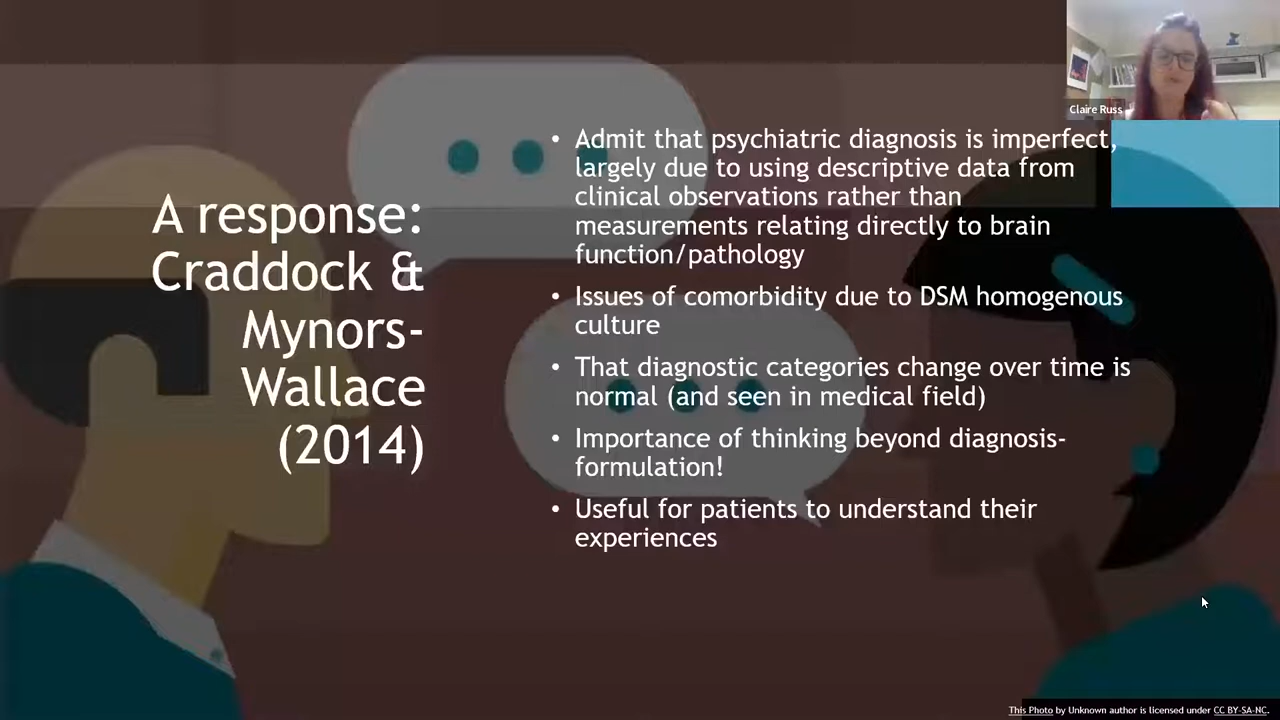 Claire Russ
A response:
Craddock &
Mynors-
Wallace
(2014)
• Admit that psychiatric diagnosis is imperfect,
largely due to using descriptive data from
clinical observations rather than
measurements relating directly to brain
function/pathology
• Issues of comorbidity due to DSM homogenous
culture
• That diagnostic categories change over time is
normal (and seen in medical field)
• Importance of thinking beyond diagnosis-
formulation!
• Useful for patients to understand their
experiences
This Photo by Unknown author is licensed under CC BY-SA-NC.